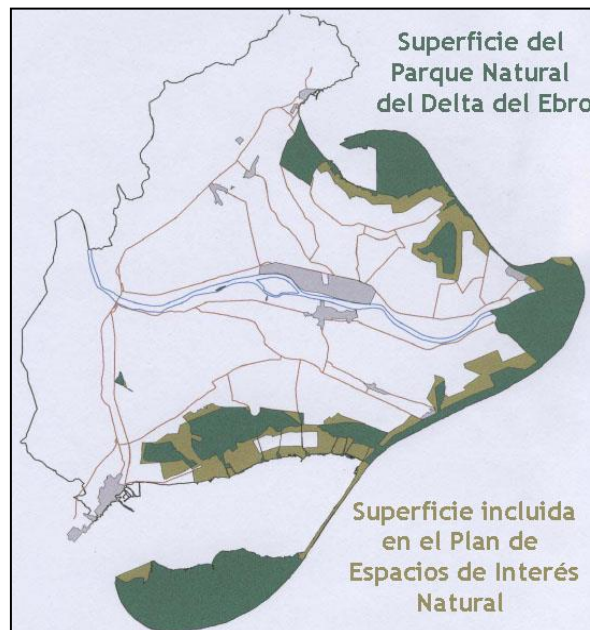 Superficie del
Parque Natural
del Delta del Ebro
Superficie incluida
en el Plan de
Espacios de Interés
Natural